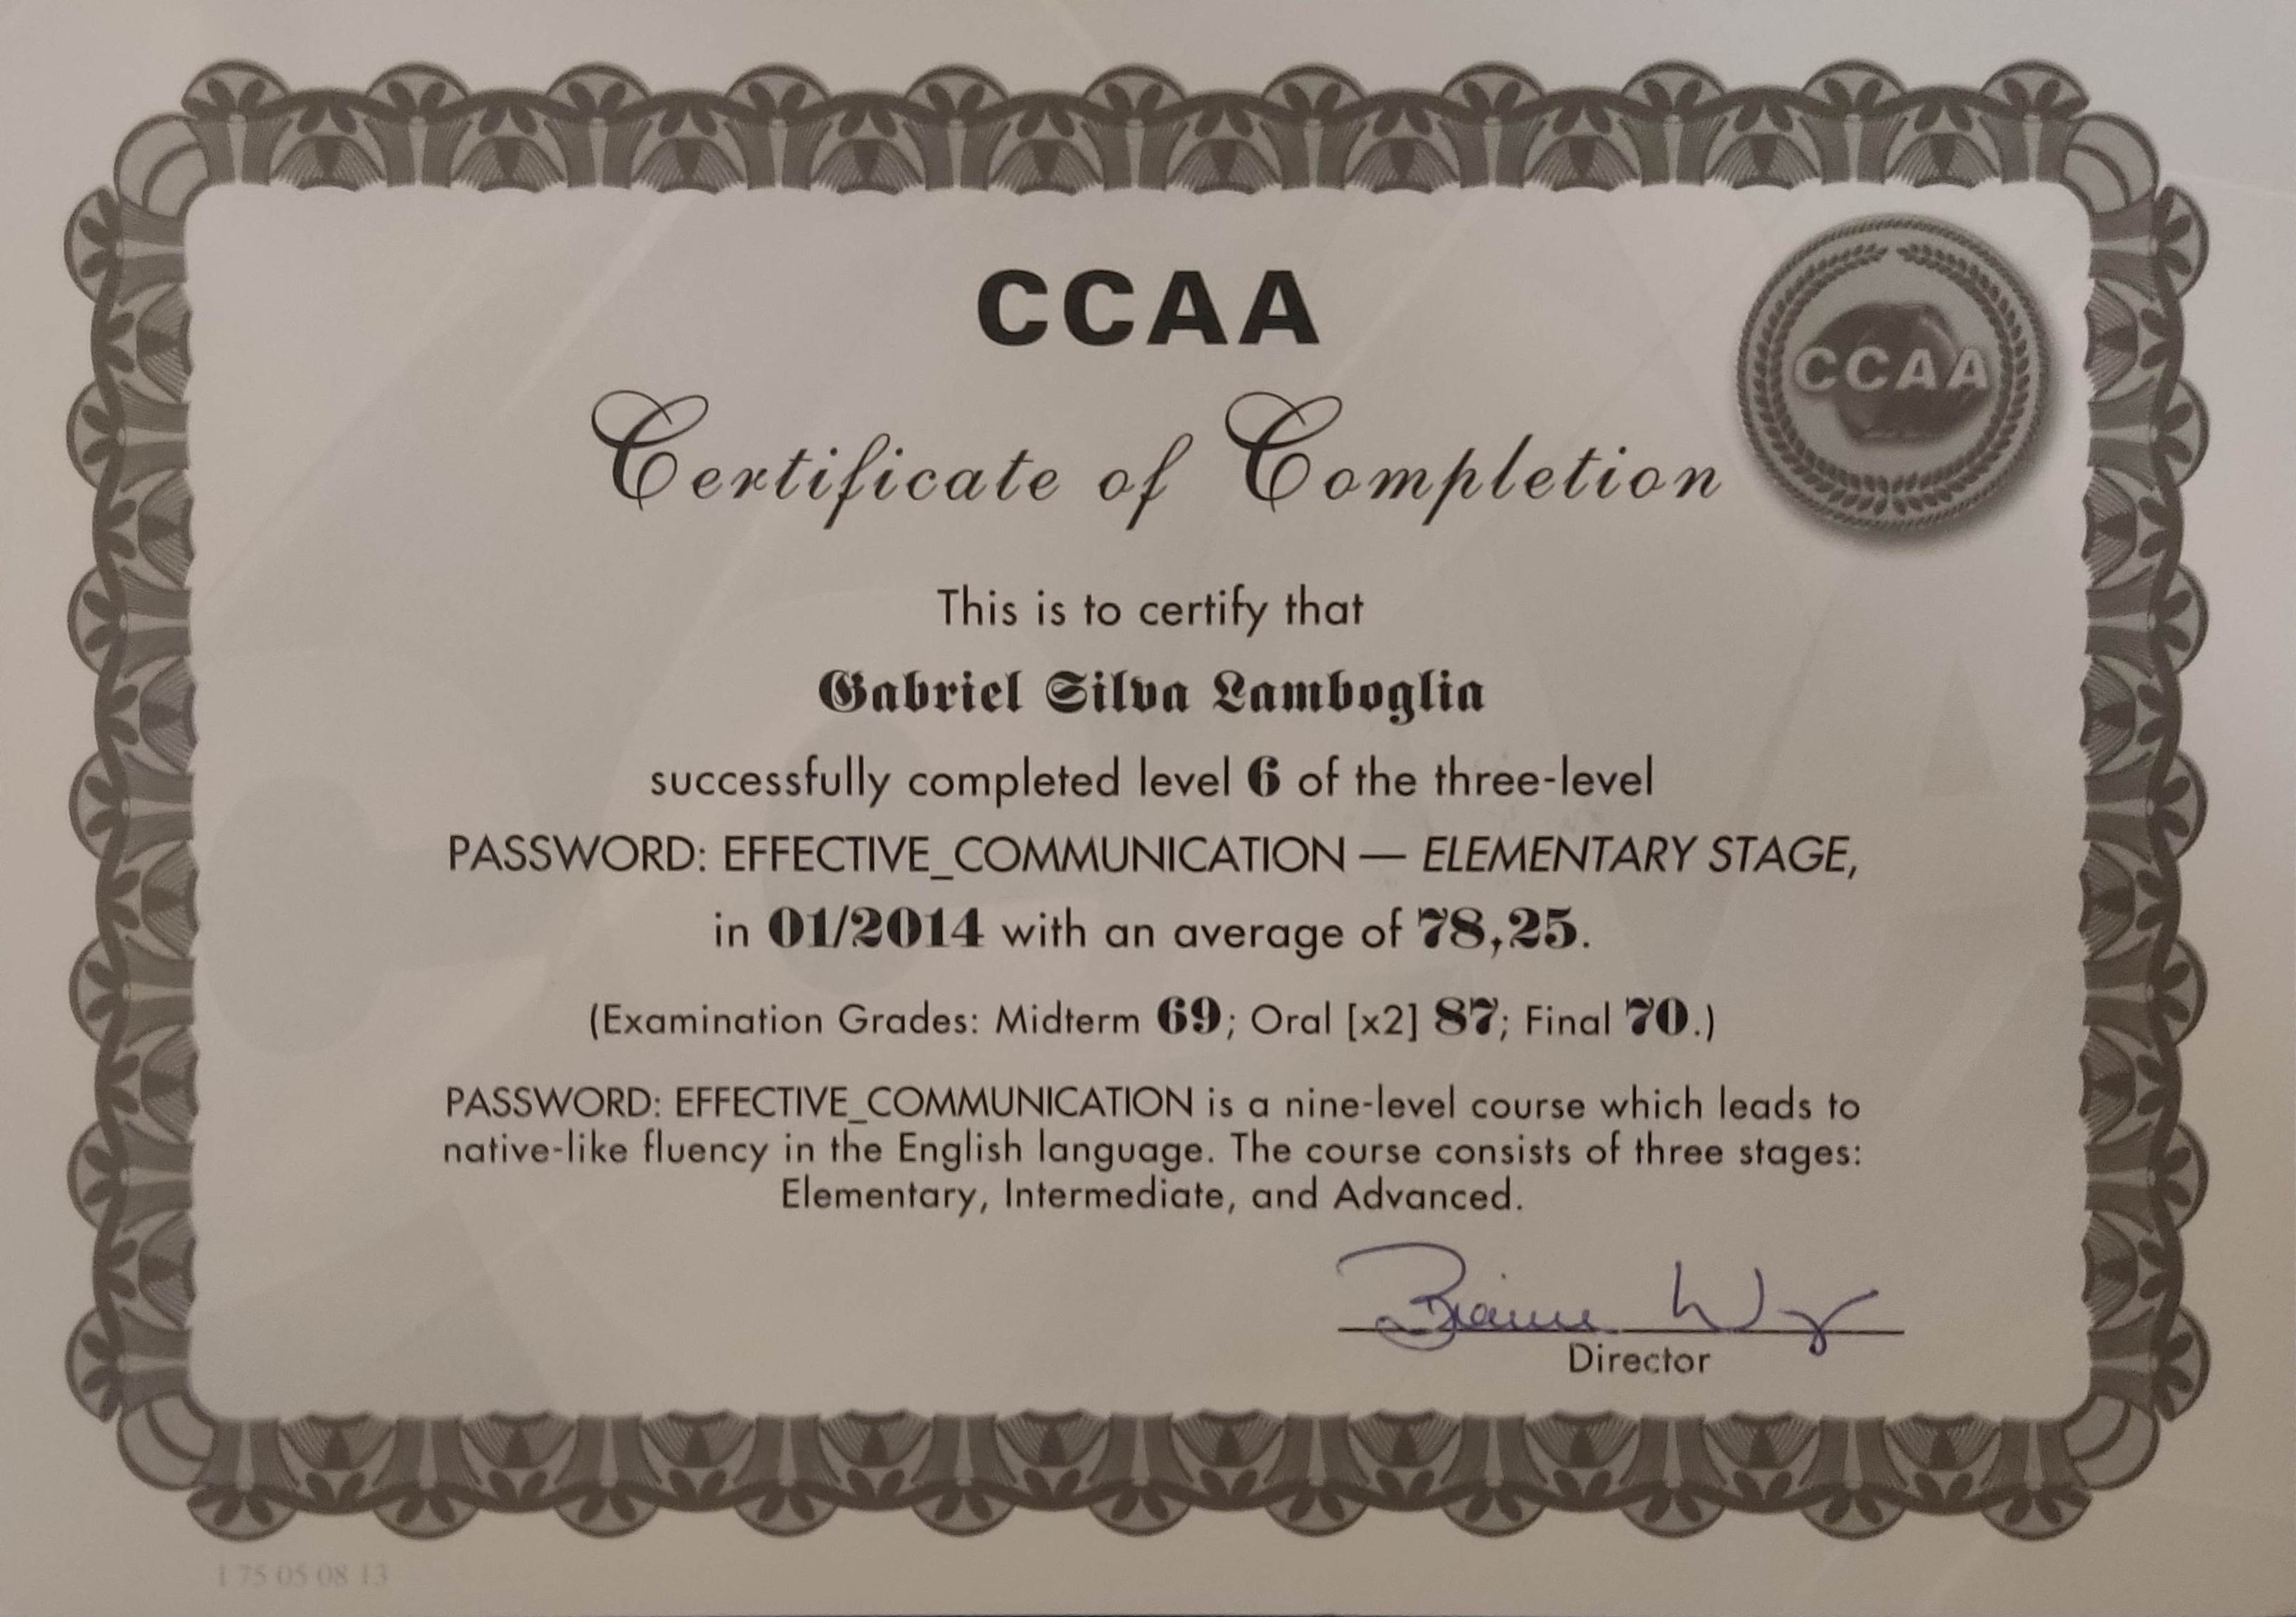 CCAA
CCAA
Certificate of Completion
This is to certify that
Gabriel Silva Lamboglia
successfully completed level 6 of the three-level
PASSWORD: EFFECTIVE_COMMUNICATION — ELEMENTARY STAGE,
in 01/2014 with an average of 78,25.
(Examination Grades: Midterm 69; Oral [x2] 87; Final 70.)
PASSWORD: EFFECTIVE_COMMUNICATION is a nine-level course which leads to
native-like fluency in the English language. The course consists of three stages:
Elementary, Intermediate, and Advanced.
Director
1 75 05 08 13